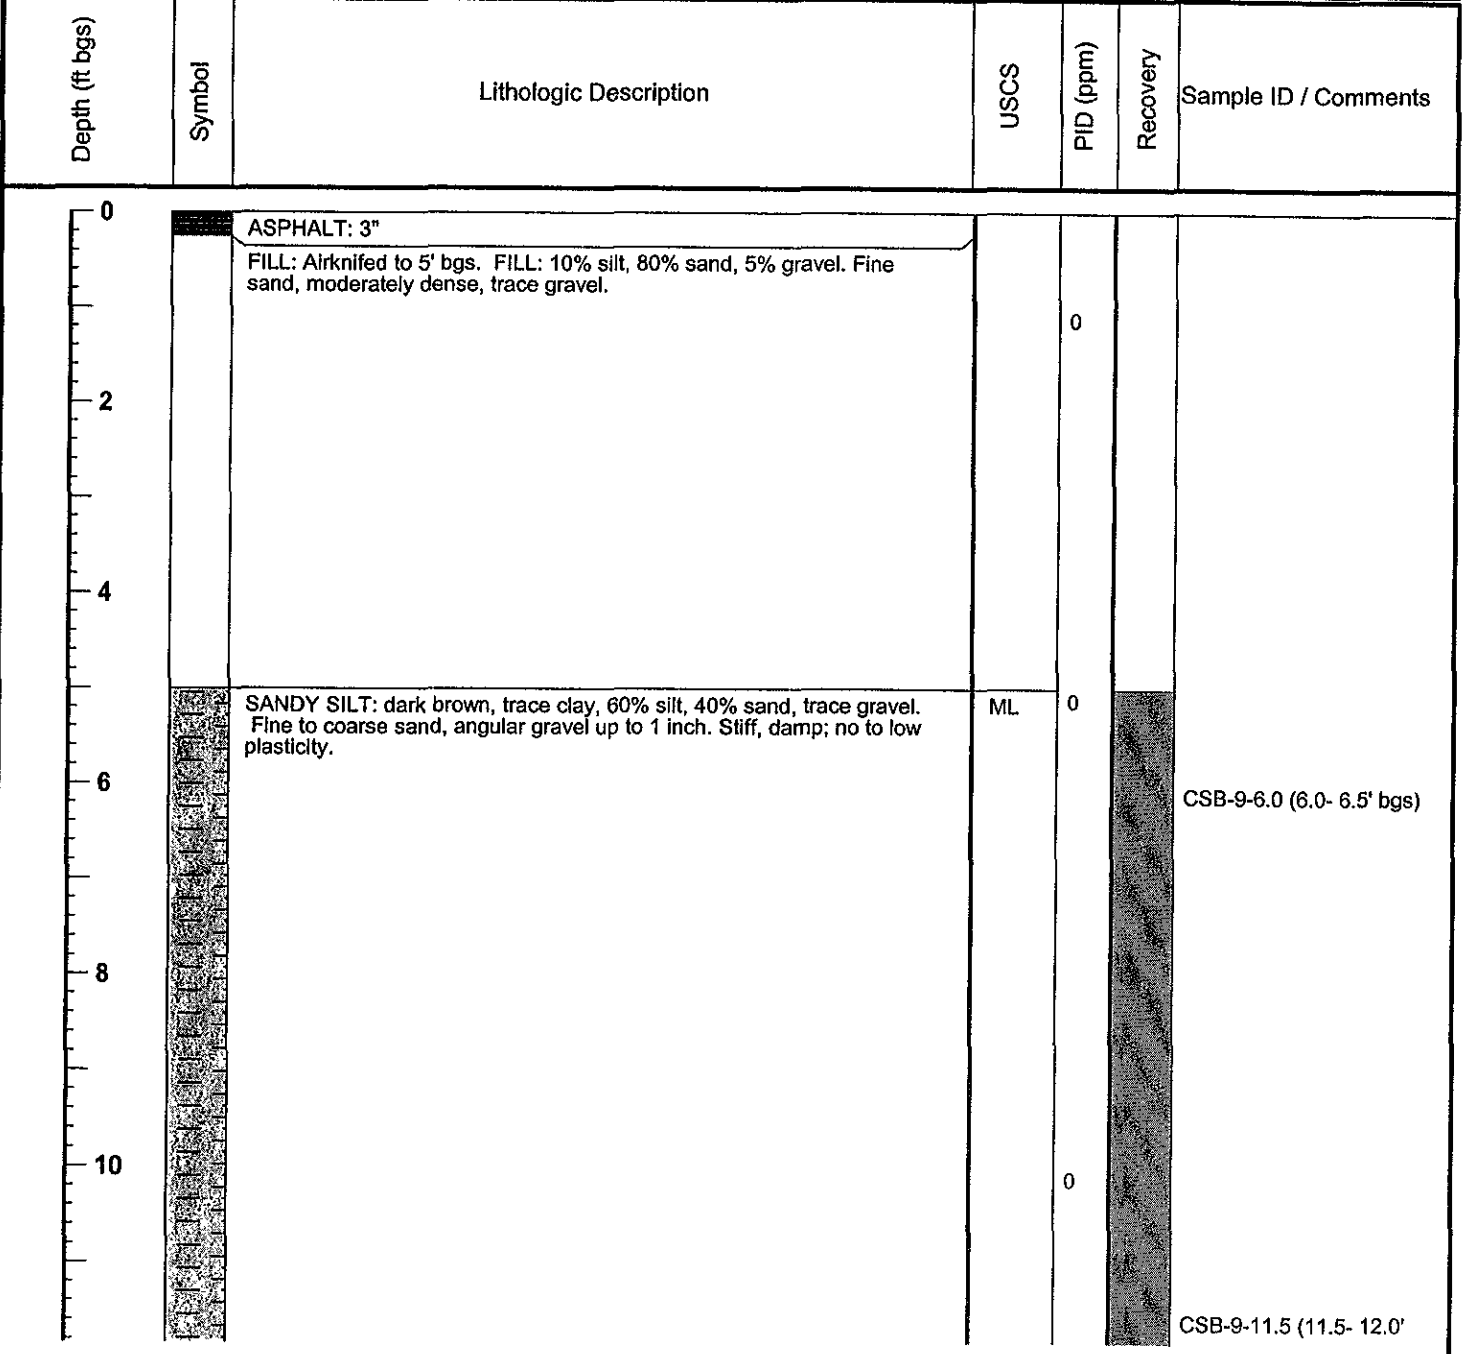 Depth (ft bgs)
Symbol
Lithologic Description
USCS
PID (ppm)
Recovery
Sample ID / Comments
0
ASPHALT: 3"
FILL: Airknifed to 5' bgs.  FILL: 10% silt, 80% sand, 5% gravel. Fine
sand, moderately dense, trace gravel.
0
2
4
SANDY SILT: dark brown, trace clay, 60% silt, 40% sand, trace gravel.
Fine to coarse sand, angular gravel up to 1 inch. Stiff, damp; no to low
plasticity.
ML
0
6
CSB-9-6.0 (6.0- 6.5' bgs)
8
10
0
CSB-9-11.5 (11.5- 12.0'